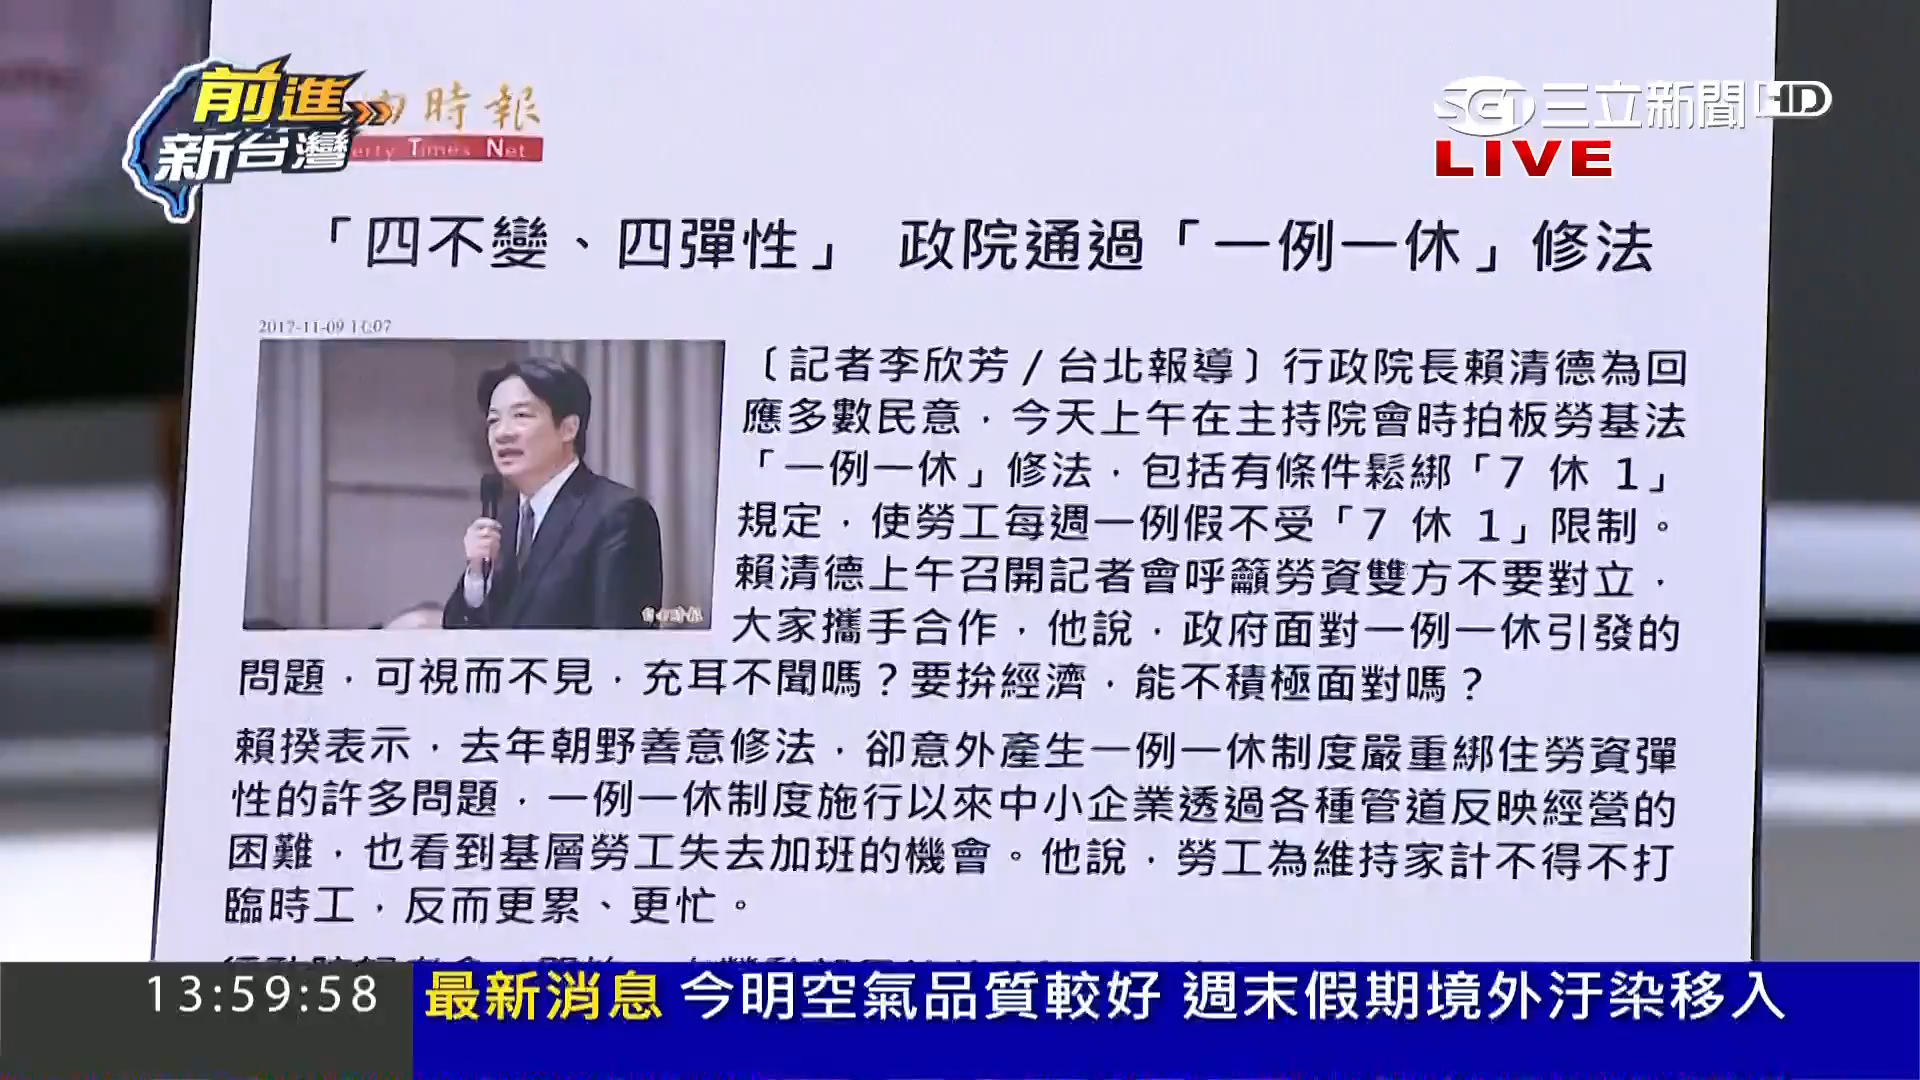 前進
新台灣
時報
erty Times Net
SET三立新聞HD
LIVE
「四不變、四彈性」 政院通過「一例一休」修法
2017-11-09
〔記者李欣芳/台北報導〕行政院長賴清德為回
應多數民意,今天上午在主持院會時拍板勞基法
「一例一休」修法,包括有條件鬆綁「7 休 1」
規定,使勞工每週一例假不受「7 休 1」限制。
賴清德上午召開記者會呼籲勞資雙方不要對立,
大家攜手合作,他說,政府面對一例一休引發的
問題,可視而不見,充耳不聞嗎?要拚經濟,能不積極面對嗎?
自由時報
賴揆表示,去年朝野善意修法,卻意外產生一例一休制度嚴重綁住勞資彈
性的許多問題,一例一休制度施行以來中小企業透過各種管道反映經營的
困難,也看到基層勞工失去加班的機會。他說,勞工為維持家計不得不打
臨時工,反而更累、更忙。
13:59:58
最新消息 今明空氣品質較好 週末假期境外汙染移入